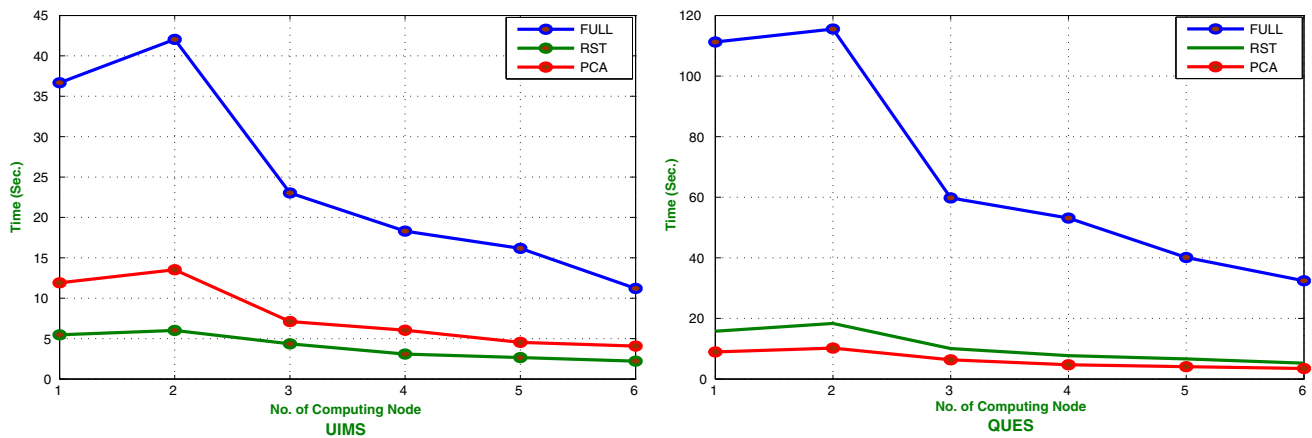 45
40
35
30
25
20
15
10
5
0
Time (Sec.)
FULL
RST
PCA
1 2 3 4 5 6
No. of Computing Node
UIMS
120
100
80
60
40
20
0
Time (Sec.)
FULL
RST
PCA
1 2 3 4 5 6
No. of Computing Node
QUES